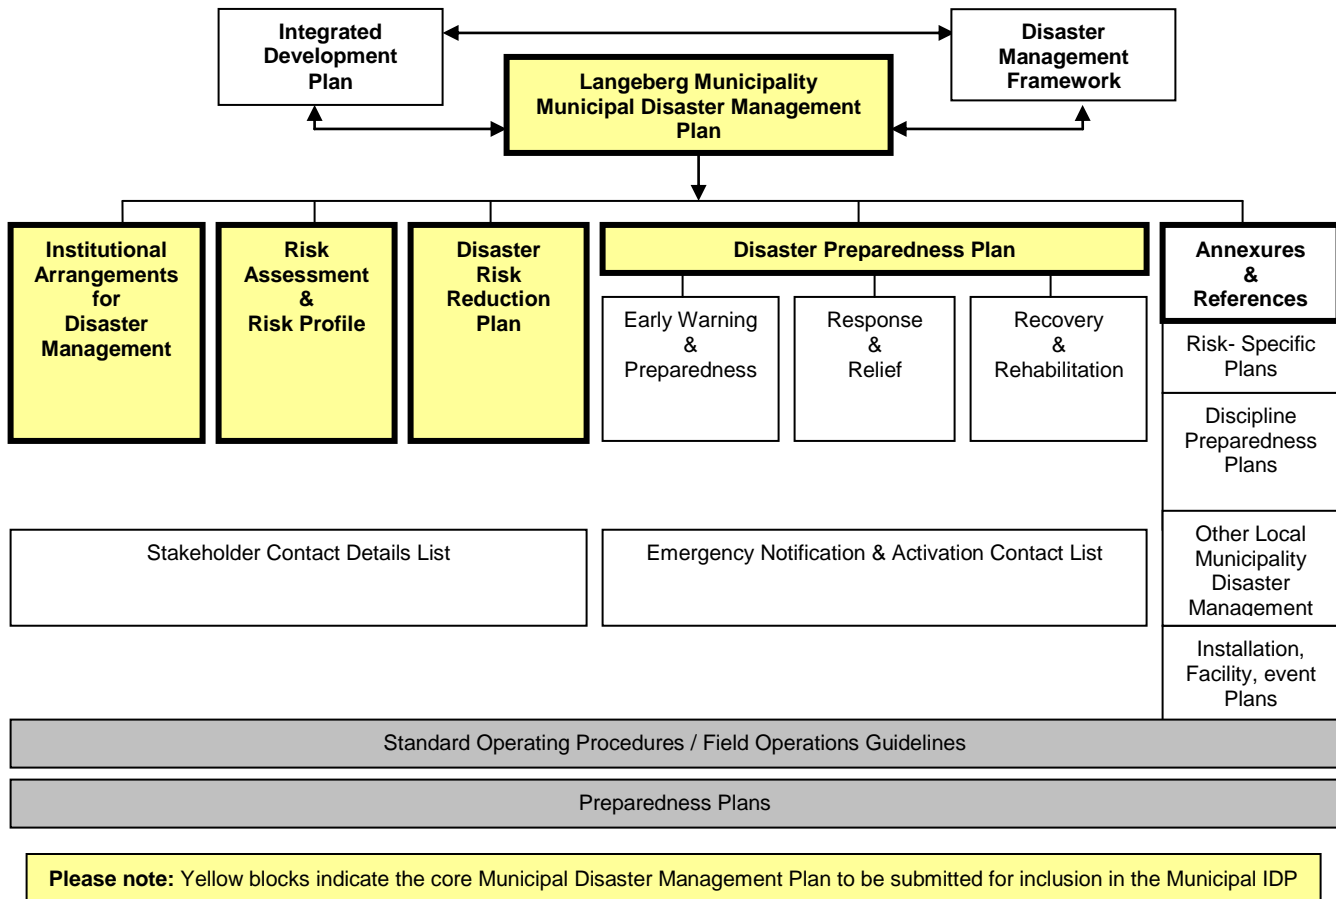 Integrated
Development
Plan
Disaster
Management
Framework
Langeberg Municipality
Municipal Disaster Management
Plan
Institutional
Arrangements
for
Disaster
Management
Risk
Assessment
&
Risk Profile
Disaster
Risk
Reduction
Plan
Disaster Preparedness Plan
Early Warning
&
Preparedness
Response
&
Relief
Recovery
&
Rehabilitation
Annexures
&
References
Risk- Specific
Plans
Discipline
Preparedness
Plans
Other Local
Municipality
Disaster
Management
Installation,
Facility, event
Plans
Stakeholder Contact Details List
Emergency Notification & Activation Contact List
Standard Operating Procedures / Field Operations Guidelines
Preparedness Plans
Please note: Yellow blocks indicate the core Municipal Disaster Management Plan to be submitted for inclusion in the Municipal IDP